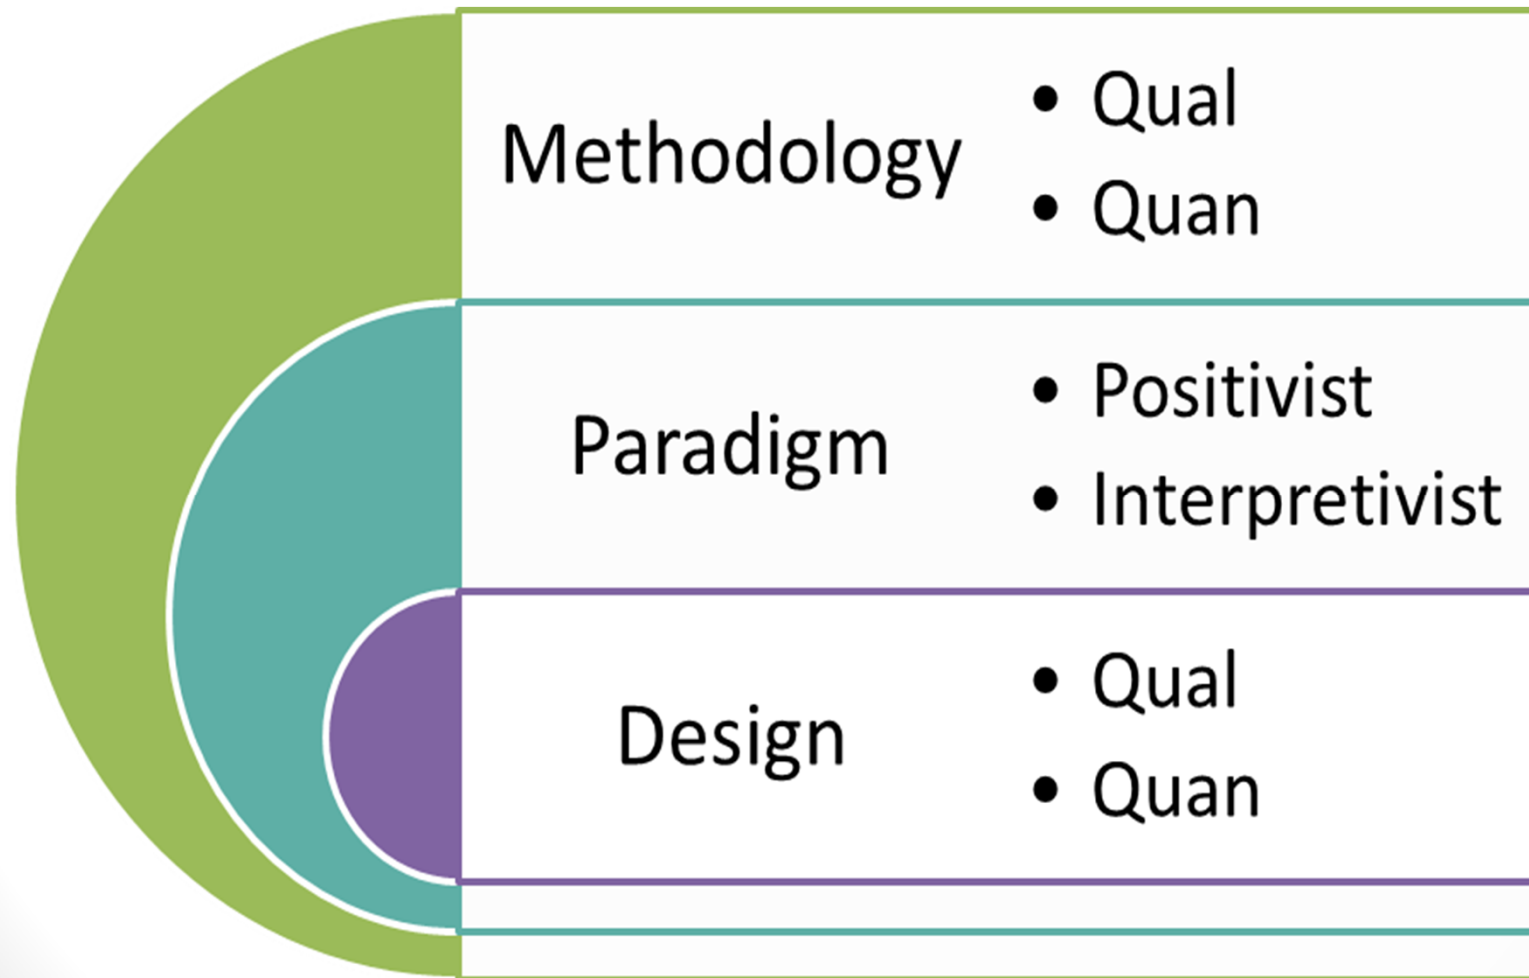 Methodology
• Qual
• Quan
Paradigm
• Positivist
• Interpretivist
Design
• Qual
• Quan